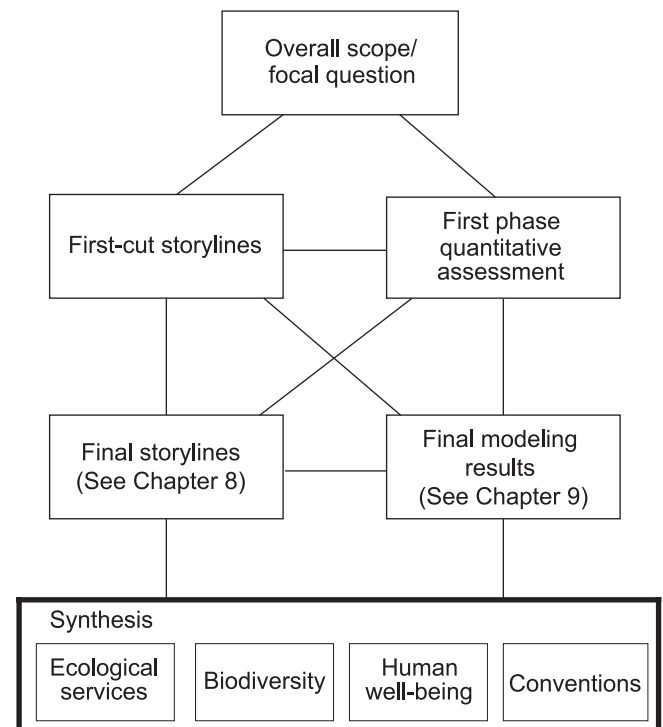 Overall scope/
focal question
First-cut storylines
First phase
quantitative
assessment
Final storylines
(See Chapter 8)
Final modeling
results
(See Chapter 9)
Synthesis
Ecological
services
Biodiversity
Human
well-being
Conventions